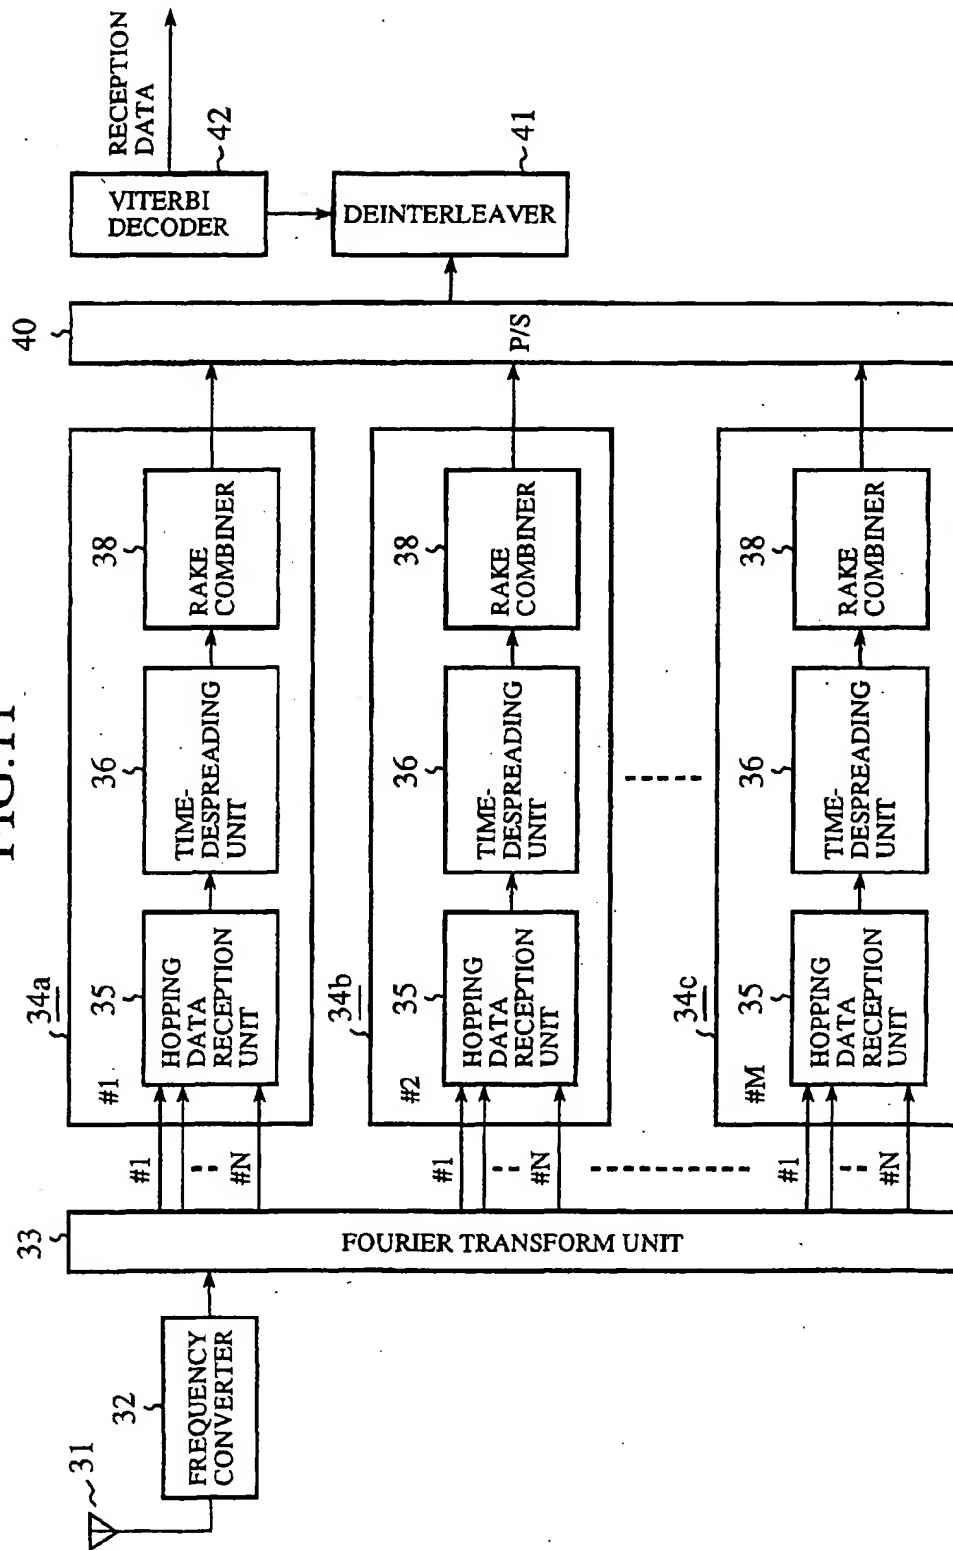 FIG.11
31
32
FREQUENCY
CONVERTER
33
FOURIER TRANSFORM UNIT
#1
#N
34a
#1
35
HOPPING
DATA
RECEPTION
UNIT
36
TIME-
DESPREADING
UNIT
38
RAKE
COMBINER
#1
#N
34b
#2
35
HOPPING
DATA
RECEPTION
UNIT
36
TIME-
DESPREADING
UNIT
38
RAKE
COMBINER
#1
#N
34c
#M
35
HOPPING
DATA
RECEPTION
UNIT
36
TIME-
DESPREADING
UNIT
38
RAKE
COMBINER
40
P/S
41
DEINTERLEAVER
42
VITERBI
DECODER
RECEPTION
DATA